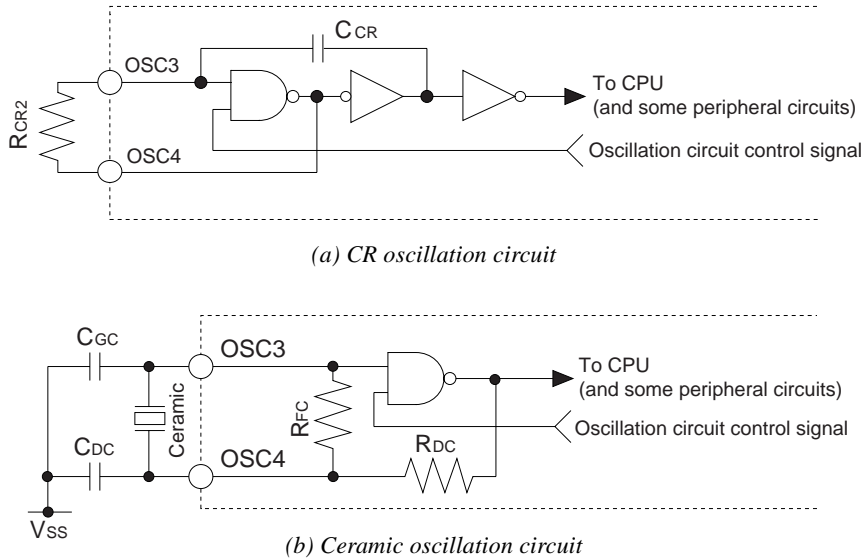 CCR
OSC3
RCR2
OSC4
To CPU
(and some peripheral circuits)
Oscillation circuit control signal
(a) CR oscillation circuit
CGC
OSC3
Ceramic
RFC
To CPU
(and some peripheral circuits)
Oscillation circuit control signal
CDC
OSC4
RDC
VSS
(b) Ceramic oscillation circuit